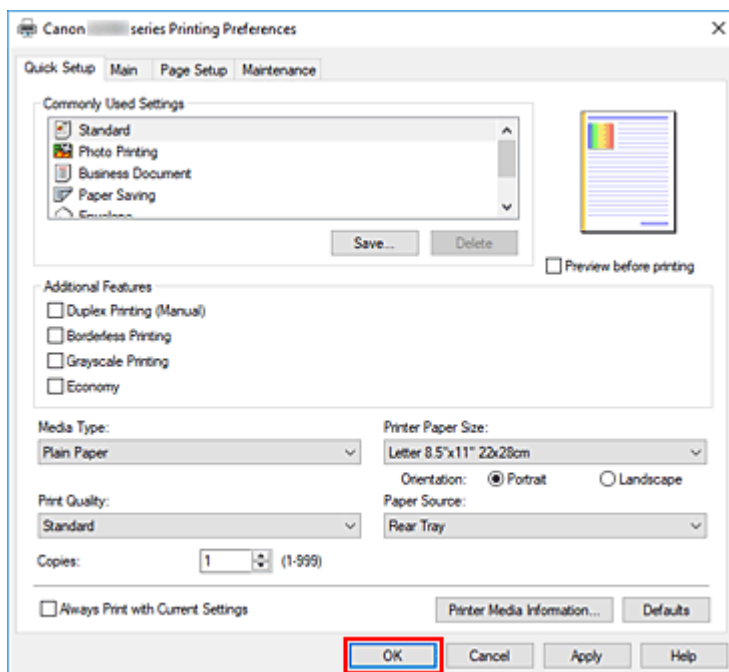 Canon series Printing Preferences
Quick Setup Main Page Setup Maintenance
Commonly Used Settings
Standard
Photo Printing
Business Document
Paper Saving
Save... Delete
Preview before printing
Additional Features
Duplex Printing (Manual)
Borderless Printing
Grayscale Printing
Economy
Media Type: Printer Paper Size:
Plain Paper Letter 8.5"x11" 22x28cm
Orientation: Portrait Landscape
Print Quality: Paper Source:
Standard Rear Tray
Copies: 1 (1-999)
Always Print with Current Settings Printer Media Information... Defaults
OK Cancel Apply Help